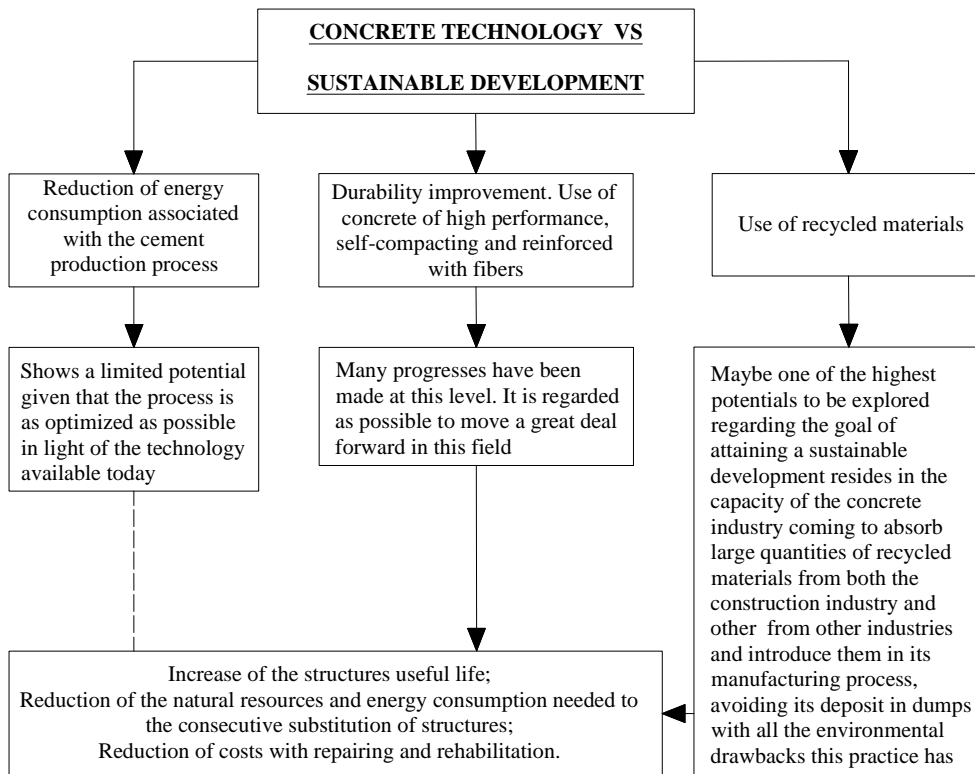 CONCRETE TECHNOLOGY VS
SUSTAINABLE DEVELOPMENT
Reduction of energy
consumption associated
with the cement
production process
Durability improvement. Use of
concrete of high performance,
self-compacting and reinforced
with fibers
Use of recycled materials
Shows a limited potential
given that the process is
as optimized as possible
in light of the technology
available today
Many progresses have been
made at this level. It is regarded
as possible to move a great deal
forward in this field
Maybe one of the highest
potentials to be explored
regarding the goal of
attaining a sustainable
development resides in the
capacity of the concrete
industry coming to absorb
large quantities of recycled
materials from both the
construction industry and
other from other industries
and introduce them in its
manufacturing process,
avoiding its deposit in dumps
with all the environmental
drawbacks this practice has
Increase of the structures useful life;
Reduction of the natural resources and energy consumption needed to
the consecutive substitution of structures;
Reduction of costs with repairing and rehabilitation.